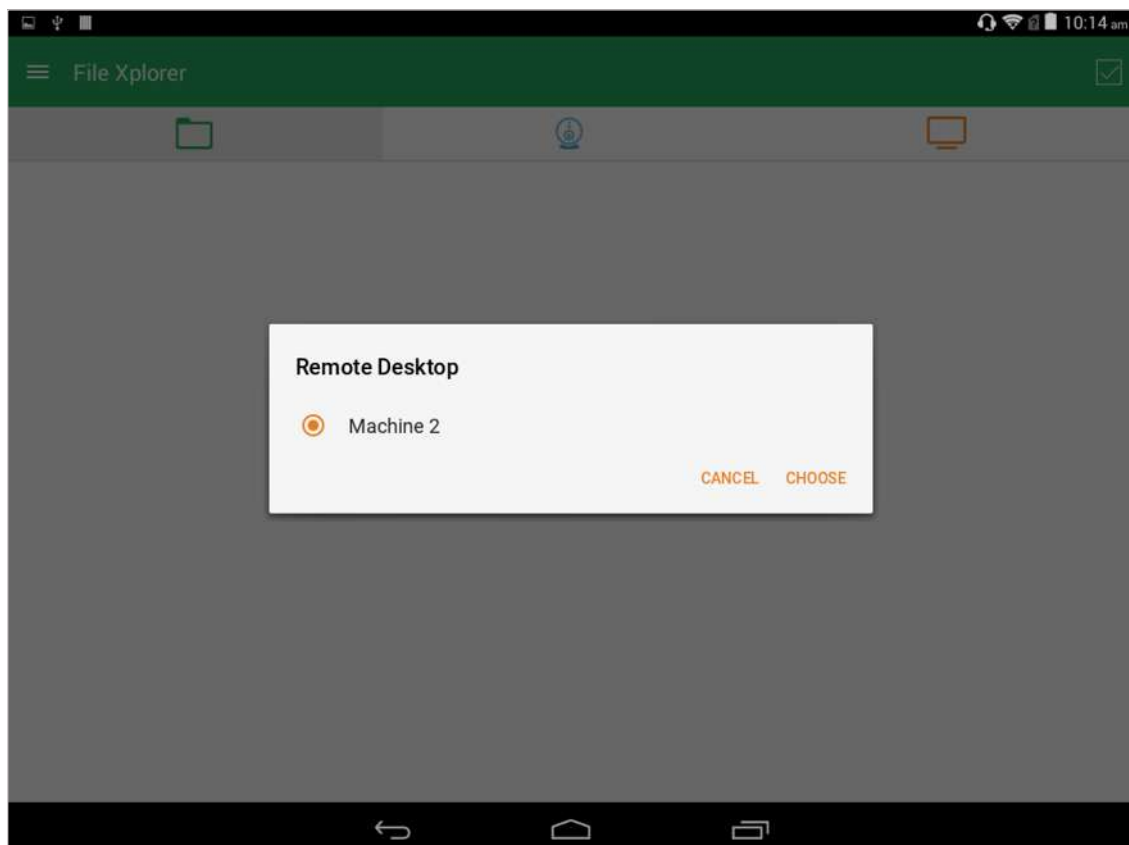 10:14 am
File Xplorer
Remote Desktop
Machine 2
CANCEL CHOOSE